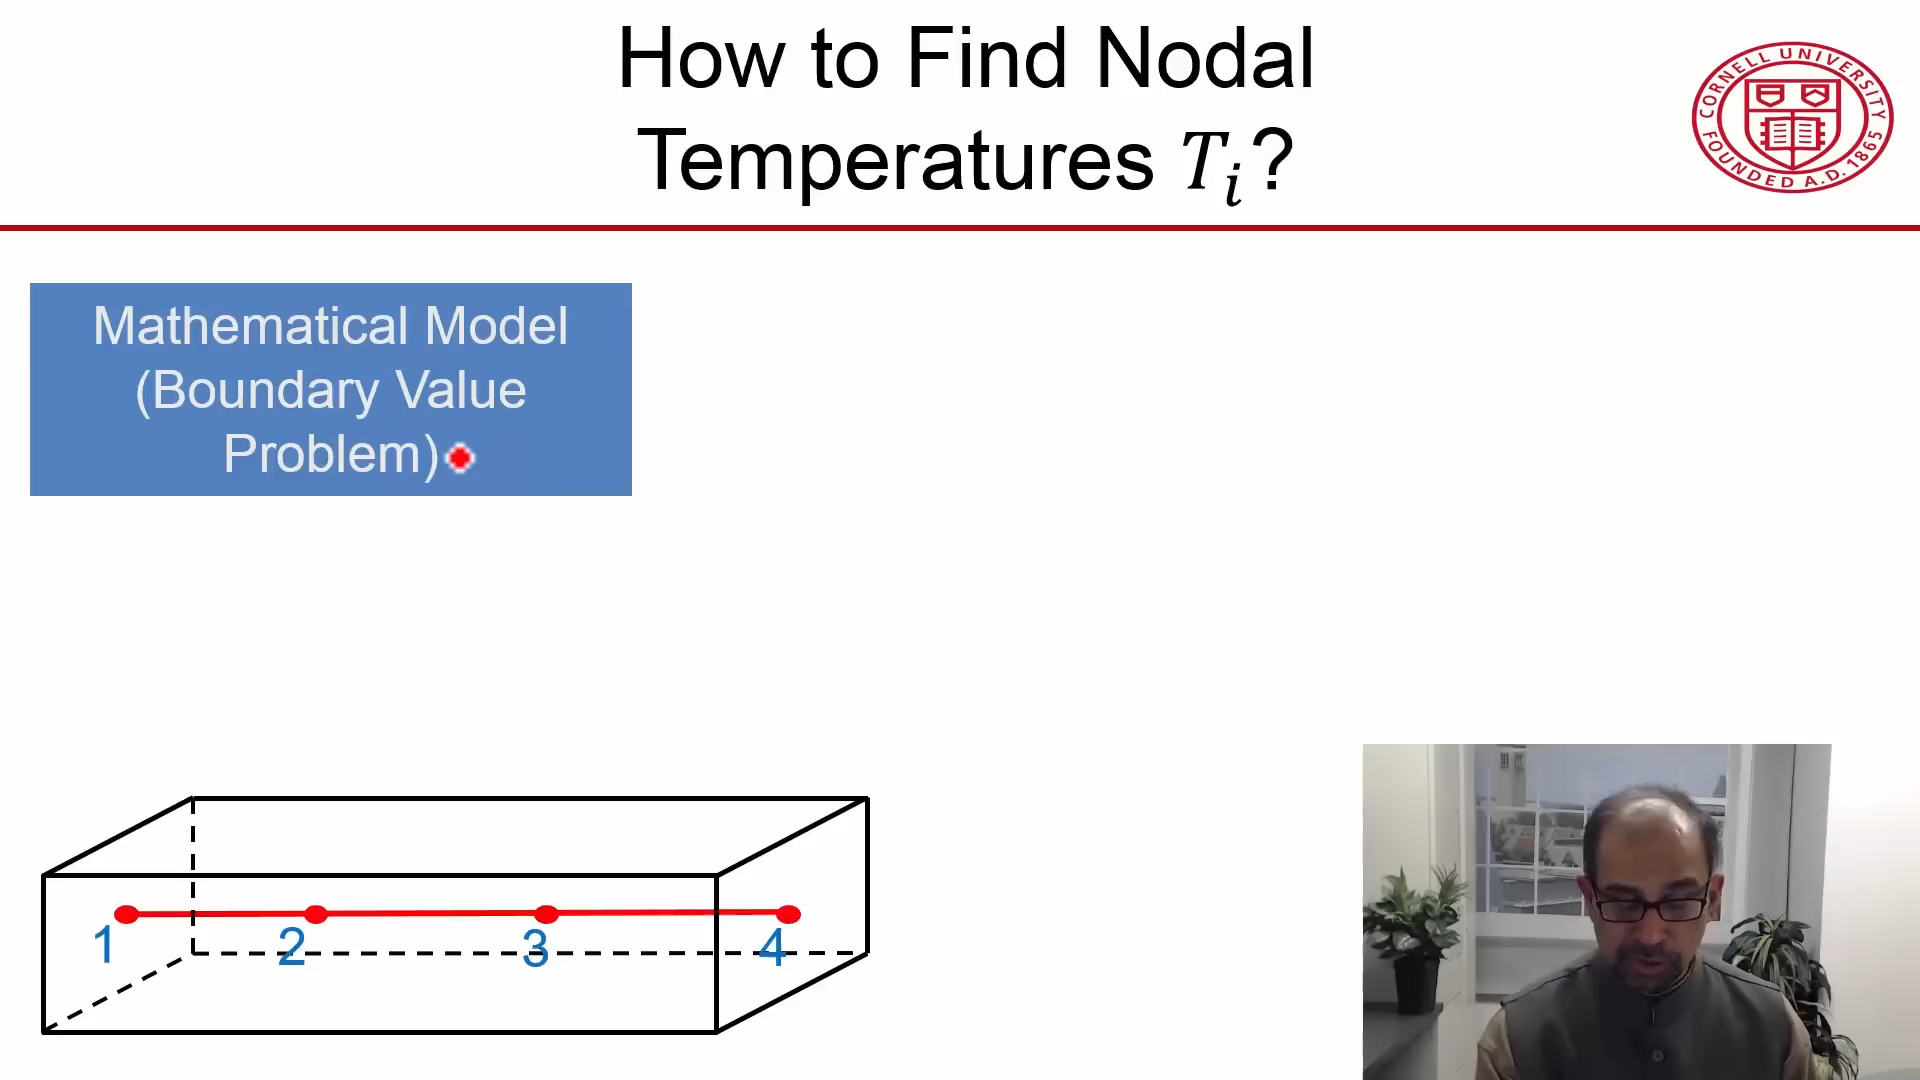 How to Find Nodal
Temperatures 𝑇ᵢ?
CORNELL UNIVERSITY
FOUNDED A.D. 1865
Mathematical Model
(Boundary Value
Problem)
1 2 3 4